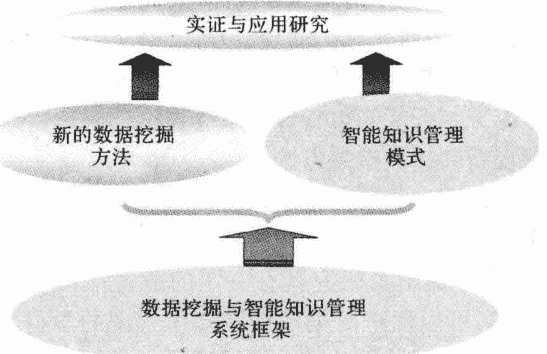 实证与应用研究
新的数据挖掘
方法
智能知识管理
模式
数据挖掘与智能知识管理
系统框架